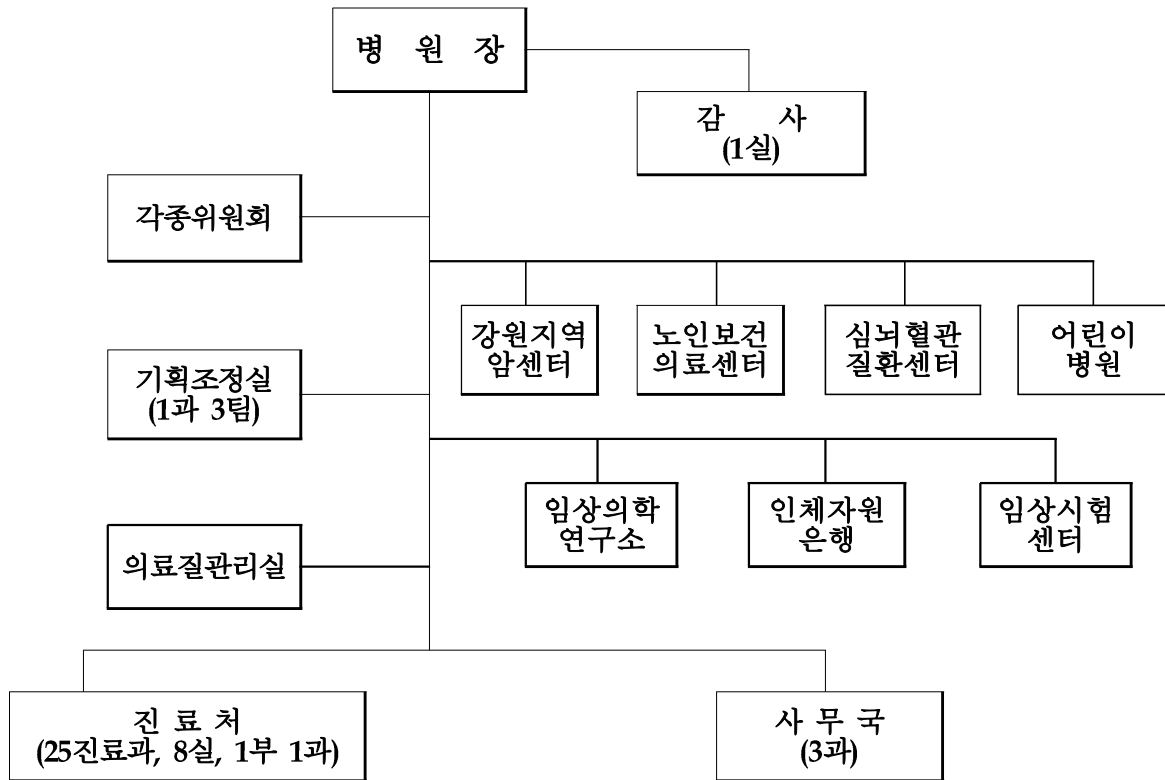 병 원 장
감 사
(1실)
각종위원회
강원지역
암센터
노인보건
의료센터
심뇌혈관
질환센터
어린이
병원
기획조정실
(1과 3팀)
임상의학
연구소
인체자원
은행
임상시험
센터
의료질관리실
진 료 처
(25진료과, 8실, 1부 1과)
사 무 국
(3과)